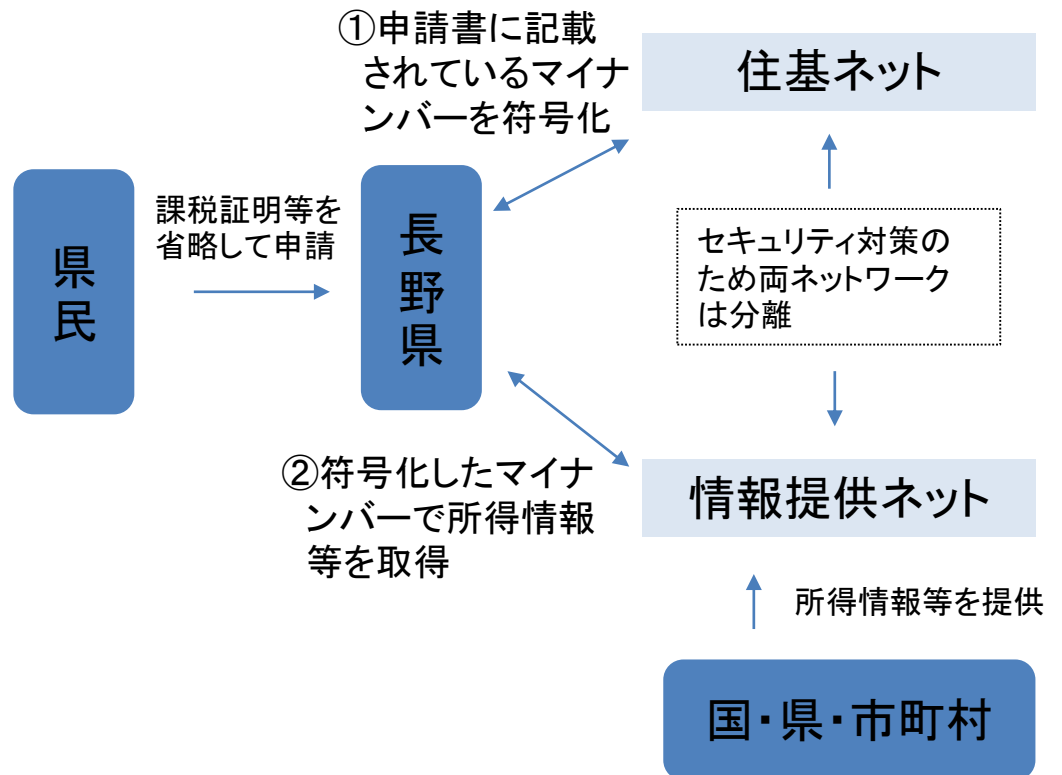 ①申請書に記載
されているマイナ
ンバーを符号化
住基ネット
県
民
課税証明等を
省略して申請
長
野
県
セキュリティ対策の
ため両ネットワーク
は分離
②符号化したマイナ
ンバーで所得情報
等を取得
情報提供ネット
所得情報等を提供
国・県・市町村